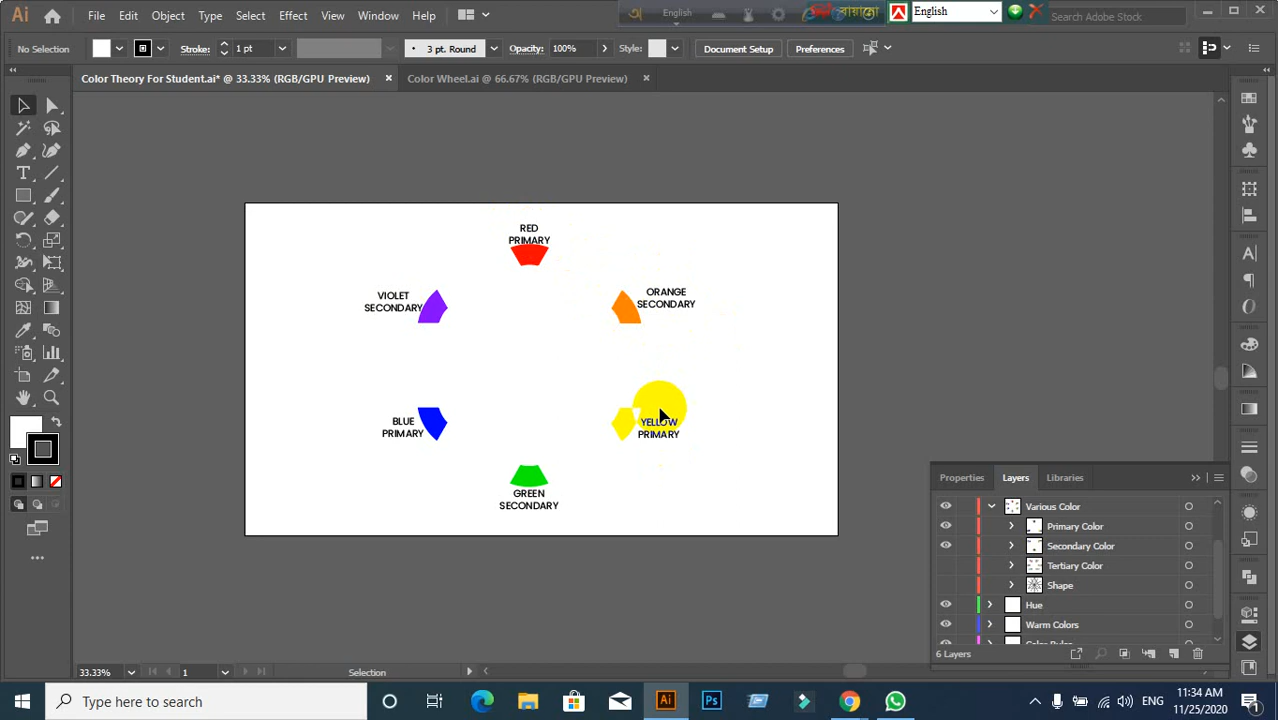 Ai File Edit Object Type Select Effect View Window Help
English
বায়ান্নো
English
Search Adobe Stock
No Selection Stroke: 1 pt 3 pt. Round Opacity: 100% Style: Document Setup Preferences
Color Theory For Student.ai* @ 33.33% (RGB/GPU Preview)
Color Wheel.ai @ 66.67% (RGB/GPU Preview)
RED
PRIMARY
VIOLET
SECONDARY
ORANGE
SECONDARY
BLUE
PRIMARY
YELLOW
PRIMARY
GREEN
SECONDARY
Properties Layers Libraries
Various Color
Primary Color
Secondary Color
Tertiary Color
Shape
Hue
Warm Colors
6 Layers
33.33% 1 Selection
Type here to search
Ai Ps
ENG
11:34 AM
11/25/2020